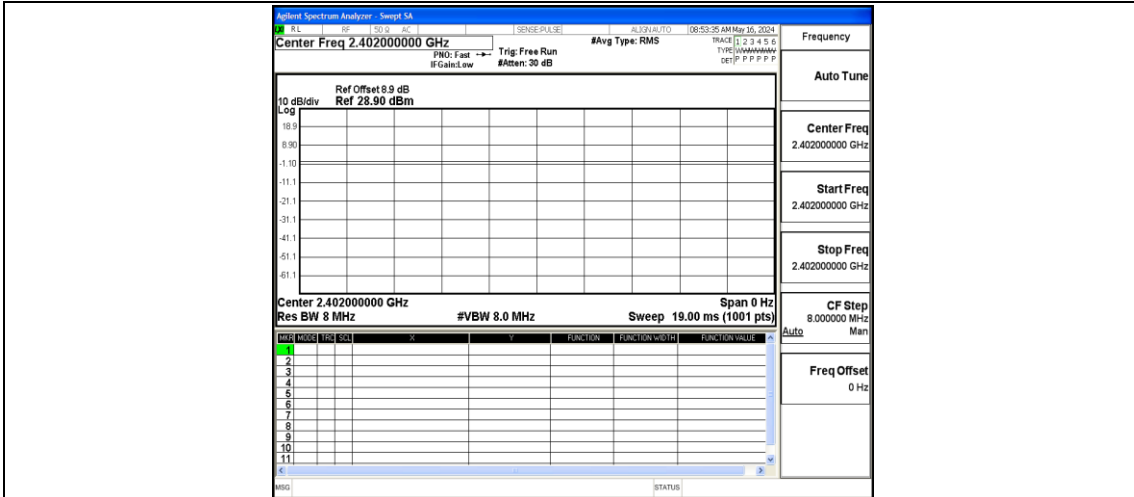 Agilent Spectrum Analyzer - Swept SA
RL RF 50 Ω AC SENSE:PULSE ALIGN AUTO 08:53:35 AM May 16, 2024
Center Freq 2.402000000 GHz #Avg Type: RMS TRACE 1 2 3 4 5 6
PNO: Fast Trig: Free Run TYPE WWWWWW
IFGain:Low #Atten: 30 dB DET P P P P P P
Ref Offset 8.9 dB
10 dB/div Ref 28.90 dBm
Log
18.9
8.90
-1.10
-11.1
-21.1
-31.1
-41.1
-51.1
-61.1
Center 2.402000000 GHz Span 0 Hz
Res BW 8 MHz #VBW 8.0 MHz Sweep 19.00 ms (1001 pts)
MKR MODE TRC SCL X Y FUNCTION FUNCTION WIDTH FUNCTION VALUE
1
2
3
4
5
6
7
8
9
10
11
MSG STATUS
Frequency
Auto Tune
Center Freq
2.402000000 GHz
Start Freq
2.402000000 GHz
Stop Freq
2.402000000 GHz
CF Step
8.000000 MHz
Auto Man
Freq Offset
0 Hz